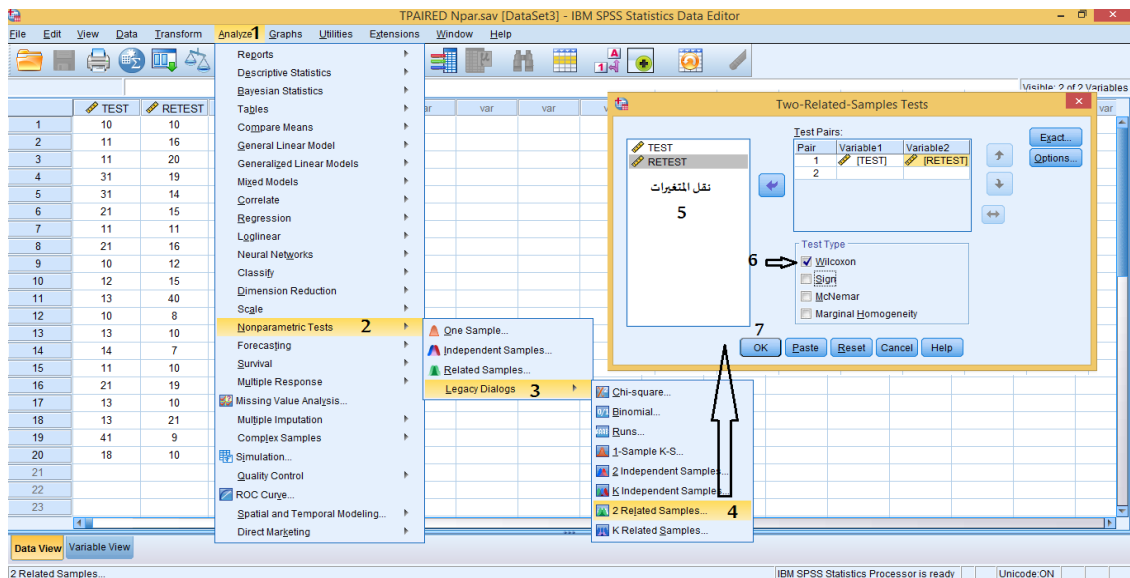 TPAIRED Npar.sav [DataSet3] - IBM SPSS Statistics Data Editor
File Edit View Data Transform Analyze 1 Graphs Utilities Extensions Window Help
Visible: 2 of 2 Variables
TEST RETEST var var var var
1 10 10
2 11 16
3 11 20
4 31 19
5 31 14
6 21 15
7 11 11
8 21 16
9 10 12
10 12 15
11 13 40
12 10 8
13 13 10
14 14 7
15 11 10
16 21 19
17 13 10
18 13 21
19 41 9
20 18 10
21
22
23
Reports
Descriptive Statistics
Bayesian Statistics
Tables
Compare Means
General Linear Model
Generalized Linear Models
Mixed Models
Correlate
Regression
Loglinear
Neural Networks
Classify
Dimension Reduction
Scale
Nonparametric Tests 2
Forecasting
Survival
Multiple Response
Missing Value Analysis...
Multiple Imputation
Complex Samples
Simulation...
Quality Control
ROC Curve...
Spatial and Temporal Modeling...
Direct Marketing
One Sample...
Independent Samples...
Related Samples...
Legacy Dialogs 3
Chi-square...
Binomial...
Runs...
1-Sample K-S...
2 Independent Samples...
K Independent Samples...
2 Related Samples... 4
K Related Samples...
Two-Related-Samples Tests
TEST
RETEST
نقل المتغيرات
5
Test Pairs:
Pair Variable1 Variable2
1 [TEST] [RETEST]
2
Exact...
Options...
Test Type
6 Wilcoxon
Sign
McNemar
Marginal Homogeneity
7
OK Paste Reset Cancel Help
Data View Variable View
2 Related Samples... IBM SPSS Statistics Processor is ready Unicode:ON